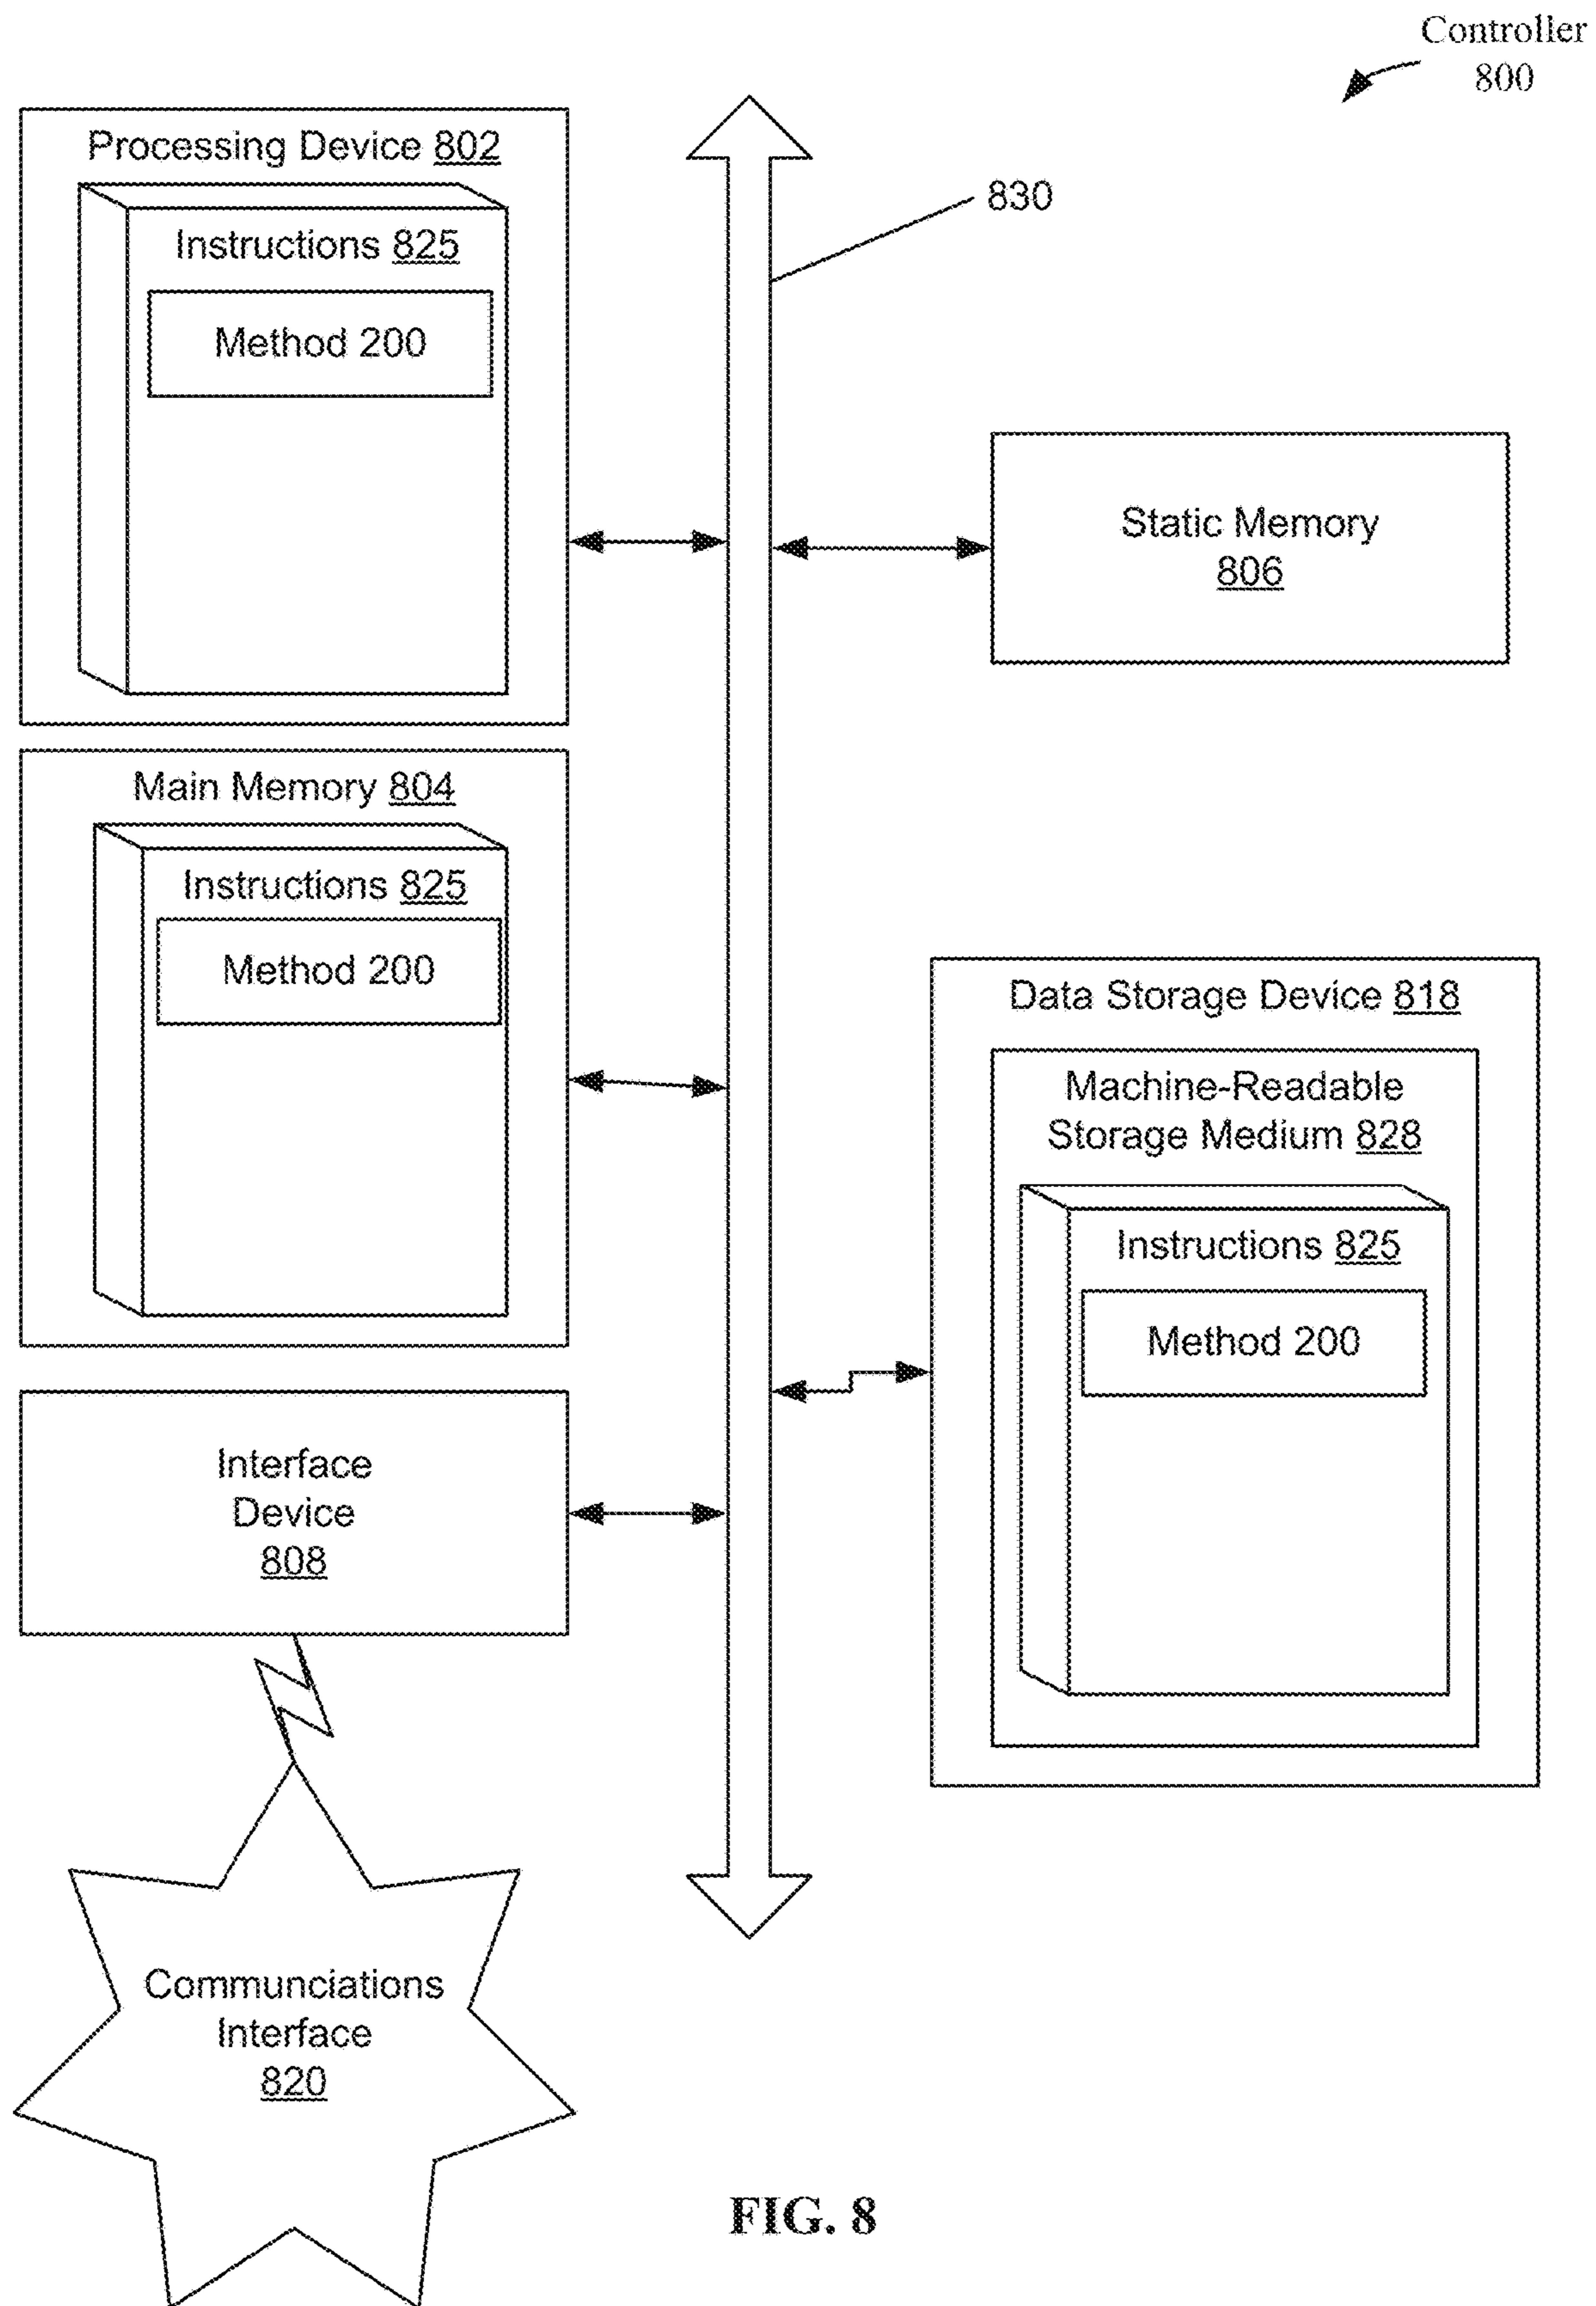 Controller
800
Processing Device 802
Instructions 825
Method 200
830
Static Memory
806
Main Memory 804
Instructions 825
Method 200
Data Storage Device 818
Machine-Readable
Storage Medium 828
Instructions 825
Method 200
Interface
Device
808
Communciations
Interface
820
FIG. 8